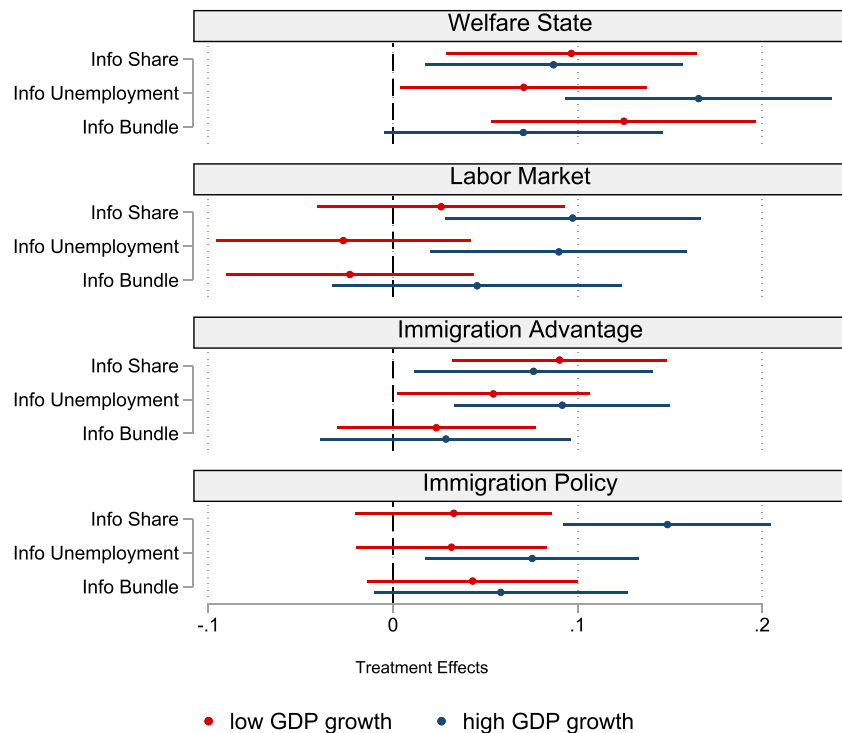 Welfare State
Info Share
Info Unemployment
Info Bundle
Labor Market
Info Share
Info Unemployment
Info Bundle
Immigration Advantage
Info Share
Info Unemployment
Info Bundle
Immigration Policy
Info Share
Info Unemployment
Info Bundle
-.1 0 .1 .2
Treatment Effects
low GDP growth high GDP growth